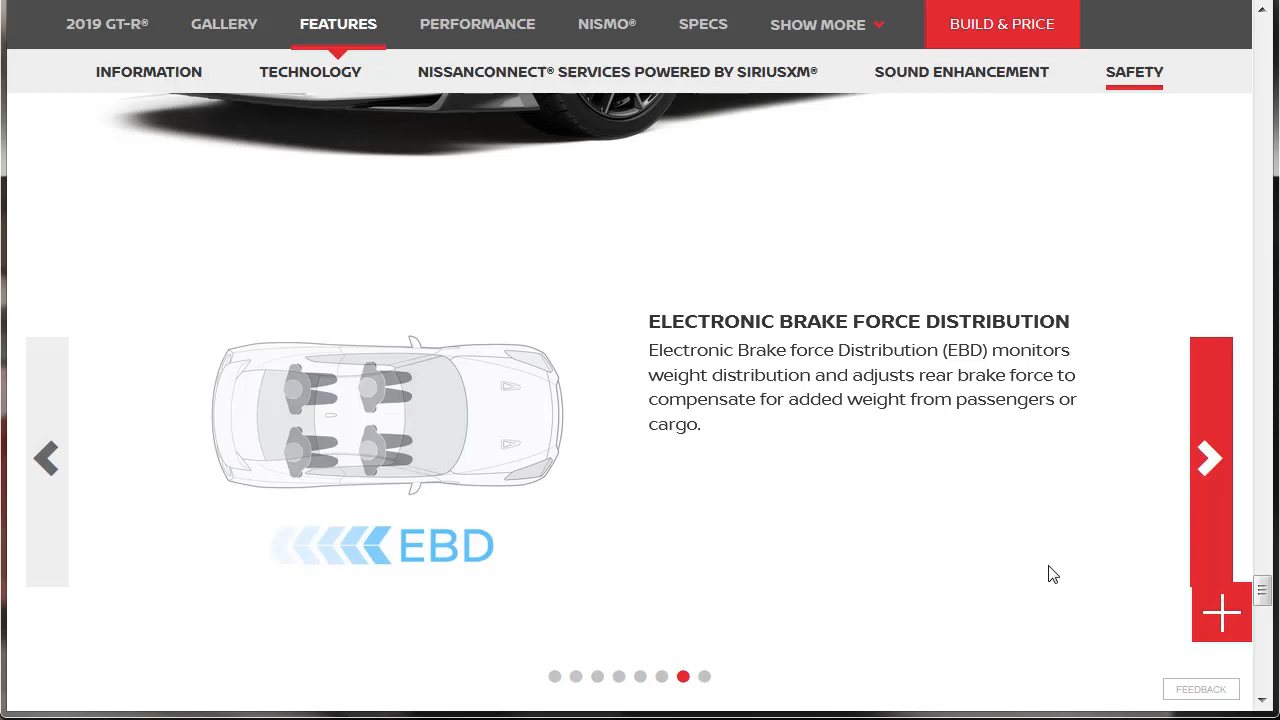 2019 GT-R® GALLERY FEATURES PERFORMANCE NISMO® SPECS SHOW MORE BUILD & PRICE
INFORMATION TECHNOLOGY NISSANCONNECT® SERVICES POWERED BY SIRIUSXM® SOUND ENHANCEMENT SAFETY
ELECTRONIC BRAKE FORCE DISTRIBUTION
Electronic Brake force Distribution (EBD) monitors
weight distribution and adjusts rear brake force to
compensate for added weight from passengers or
cargo.
EBD
FEEDBACK